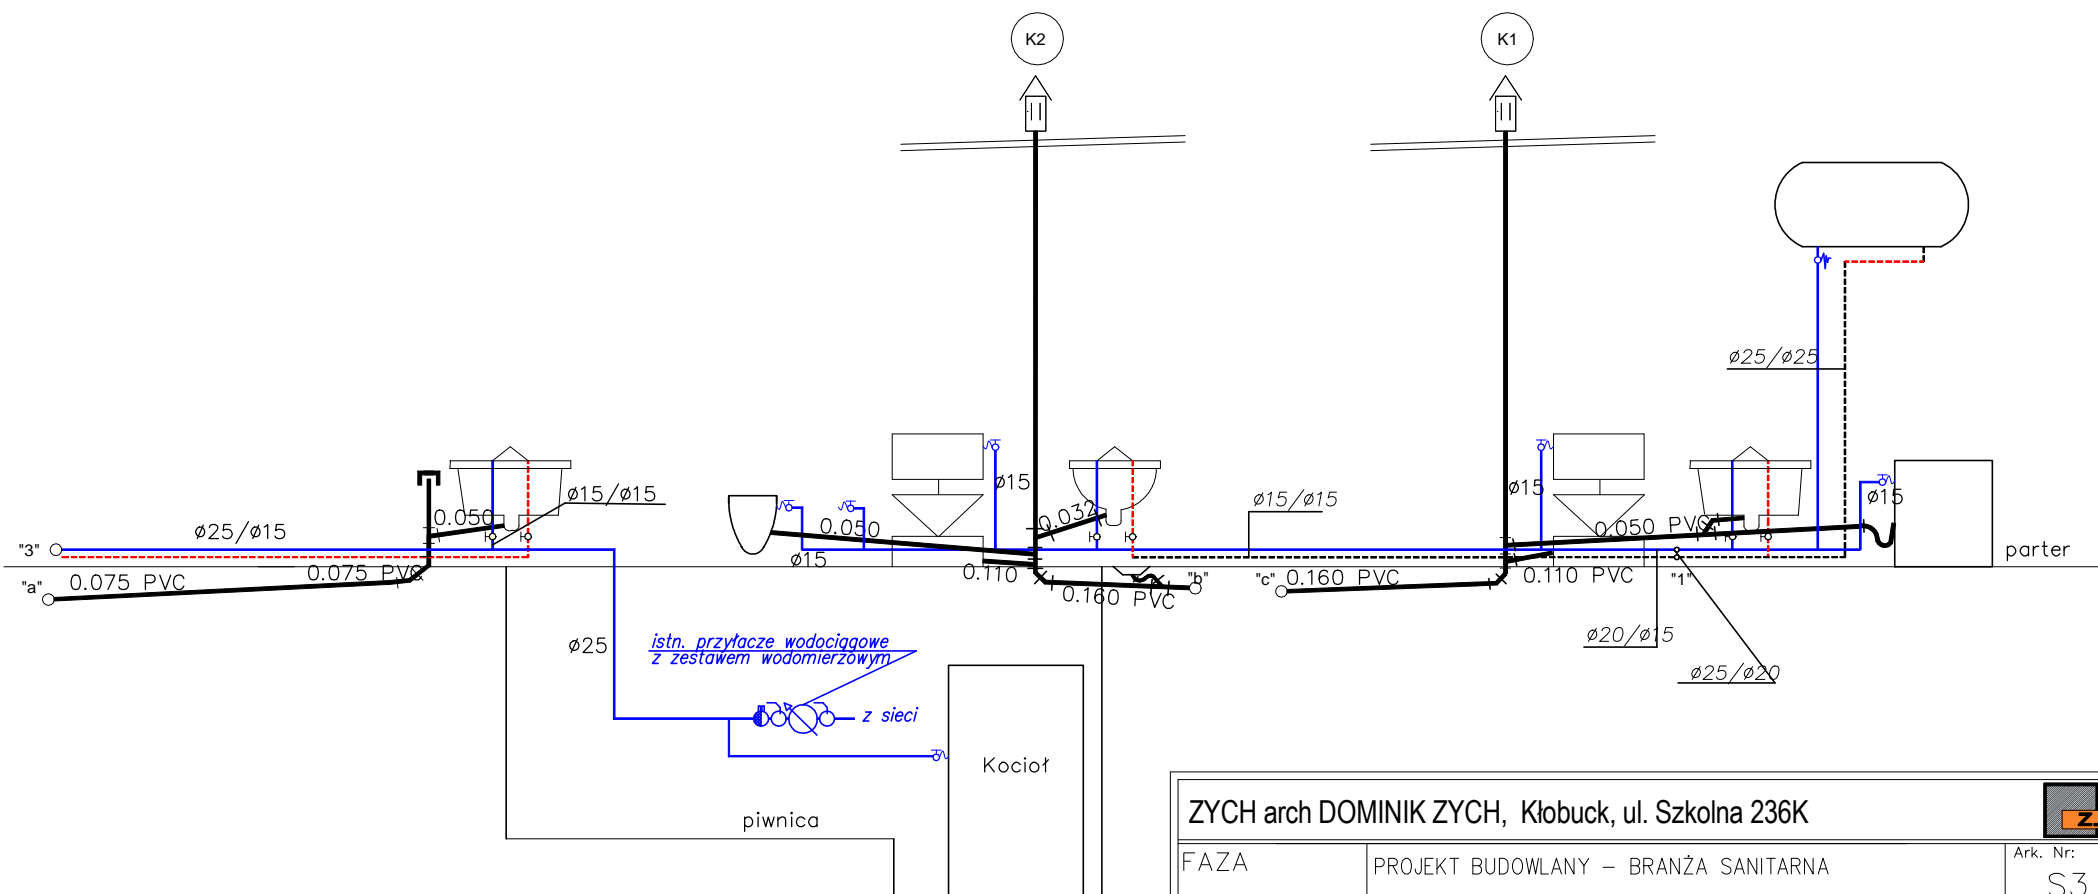 K2
K1
ø25/ø25
ø15/ø15
ø15
ø15/ø15
ø15
ø15
0.050
0.032
0.050
0.050 PVC
ø25/ø15
"3"
ø15
parter
"a"
0.075 PVC
0.075 PVC
0.110
"b"
0.160 PVC
"c"
0.160 PVC
0.110 PVC
"1"
ø20/ø15
ø25/ø20
ø25
istn. przyłacze wodociągowe
z zestawem wodomierzowym
z sieci
Kocioł
piwnica
ZYCH arch DOMINIK ZYCH, Kłobuck, ul. Szkolna 236K
Z.
FAZA
PROJEKT BUDOWLANY – BRANŻA SANITARNA
Ark. Nr:
S3